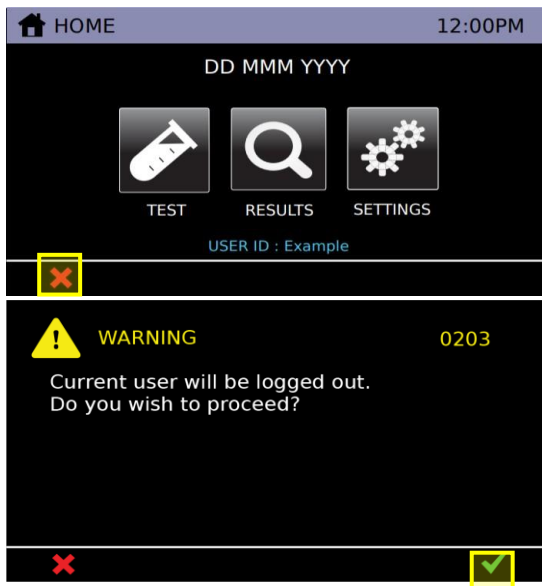 HOME 12:00PM
DD MMM YYYY
TEST RESULTS SETTINGS
USER ID : Example
WARNING 0203
Current user will be logged out.
Do you wish to proceed?